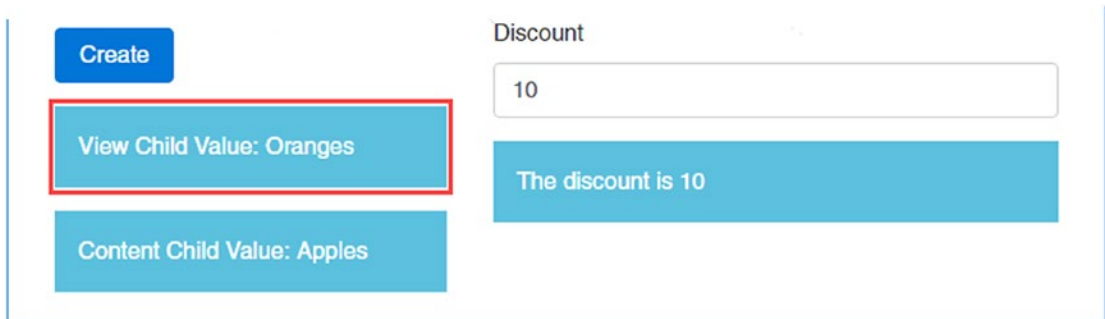 Create
View Child Value: Oranges
Content Child Value: Apples
Discount
10
The discount is 10